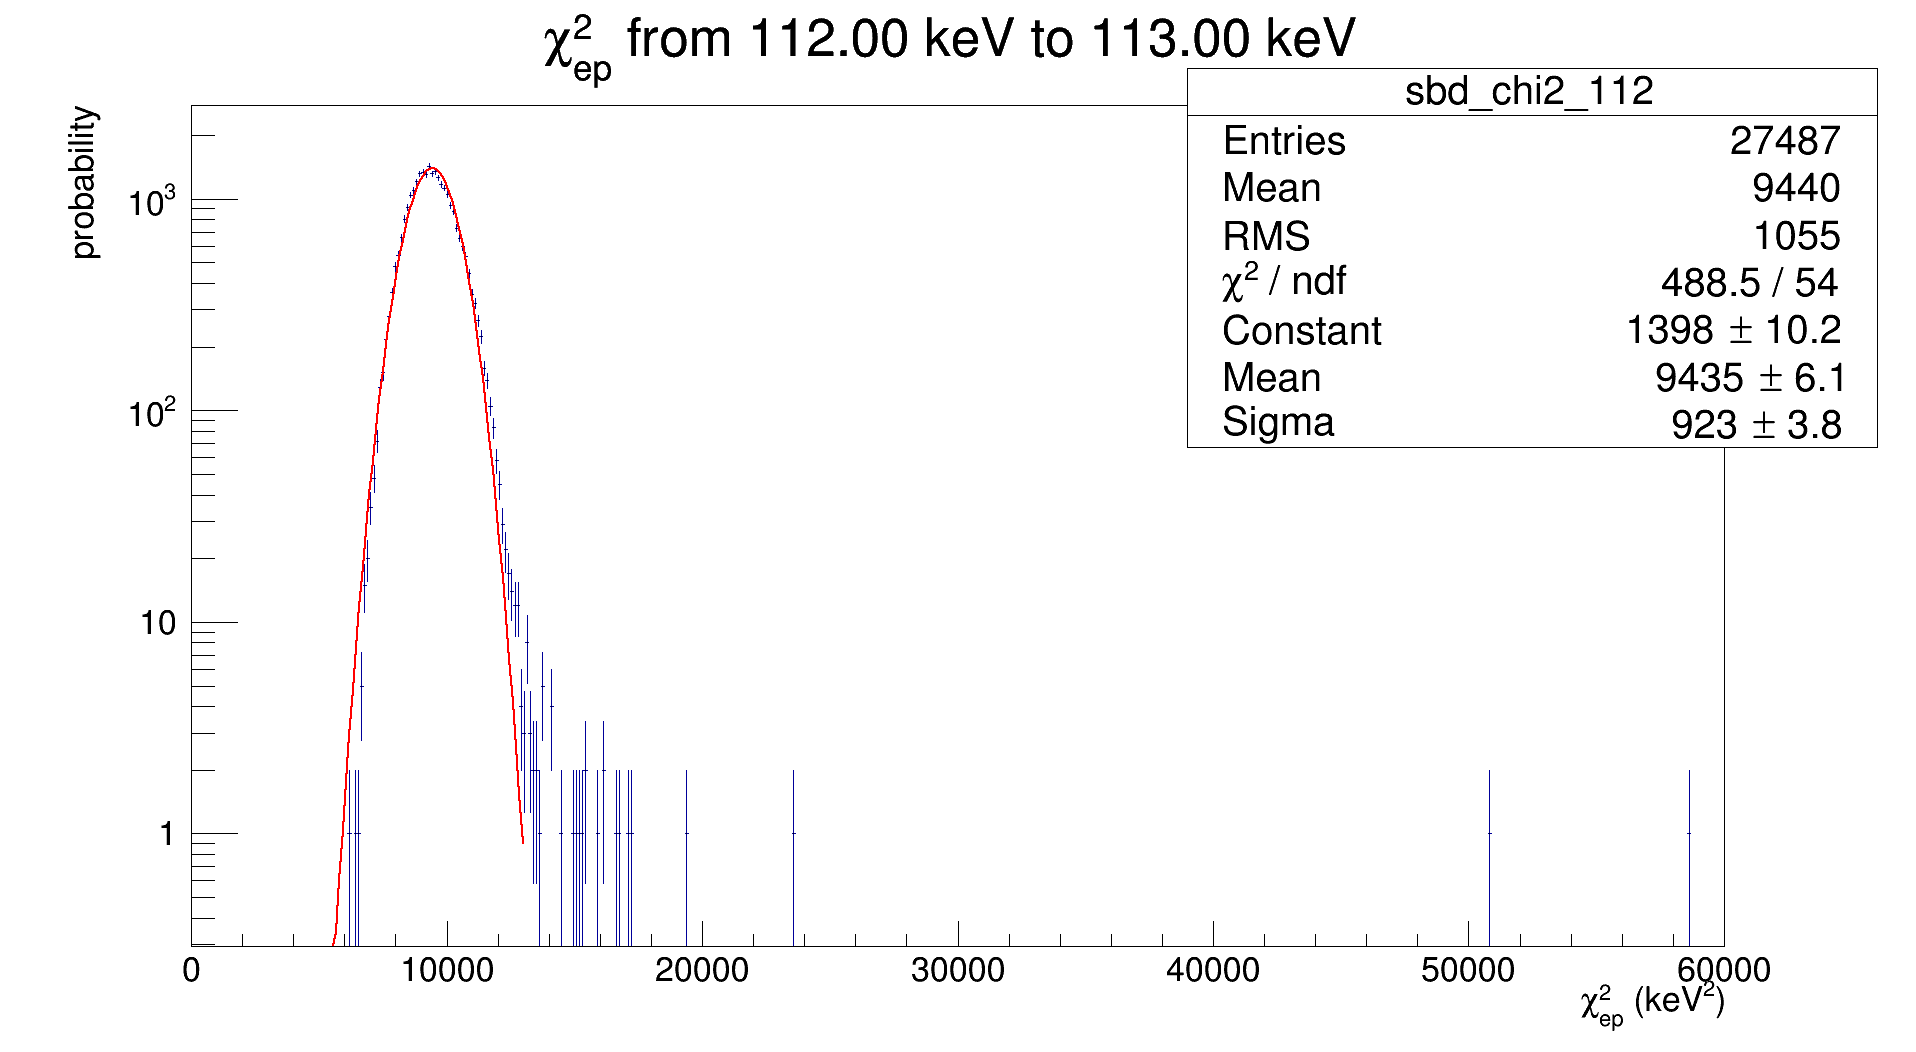 χ²ep from 112.00 keV to 113.00 keV
sbd_chi2_112
Entries 27487
Mean 9440
RMS 1055
χ² / ndf 488.5 / 54
Constant 1398 ± 10.2
Mean 9435 ± 6.1
Sigma 923 ± 3.8
probability
10³
10²
10
1
0 10000 20000 30000 40000 50000 60000
χ²ep (keV²)